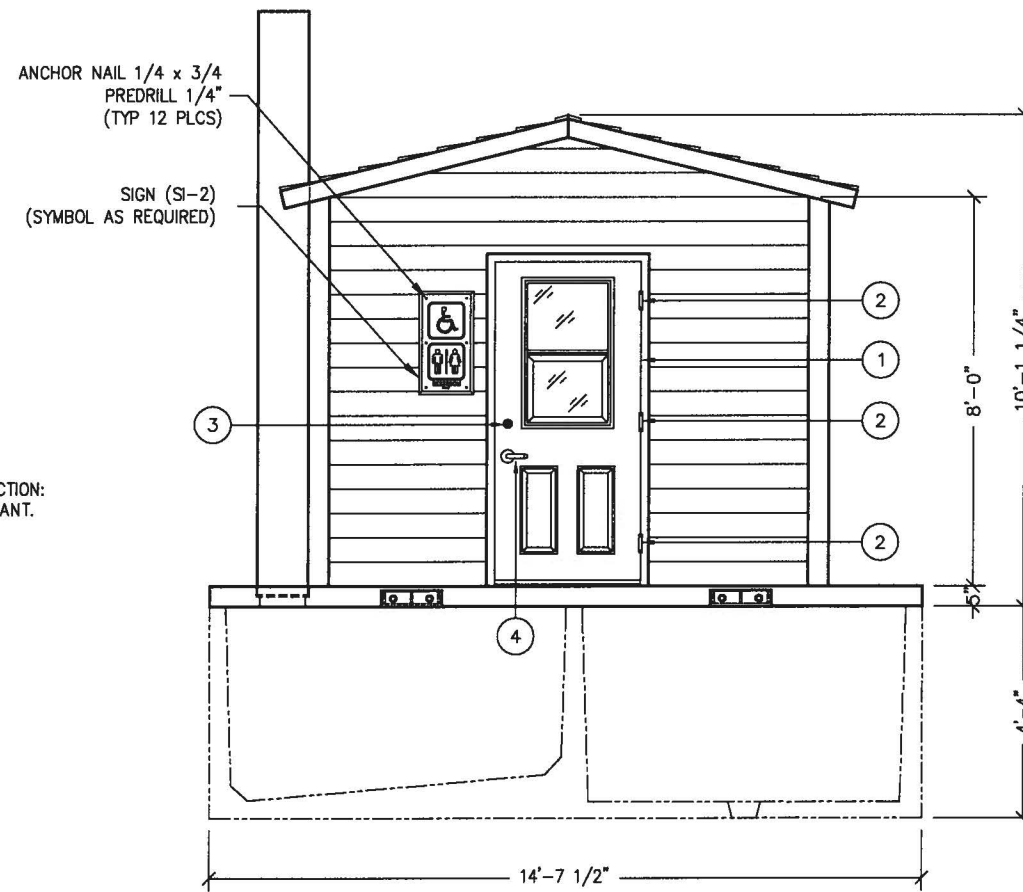 ANCHOR NAIL 1/4 x 3/4
PREDRILL 1/4"
(TYP 12 PLCS)
SIGN (SI-2)
(SYMBOL AS REQUIRED)
2
1
2
3
CTION:
ANT.
2
4
8'-0"
10'-1 1/4"
5"
4'-4"
14'-7 1/2"